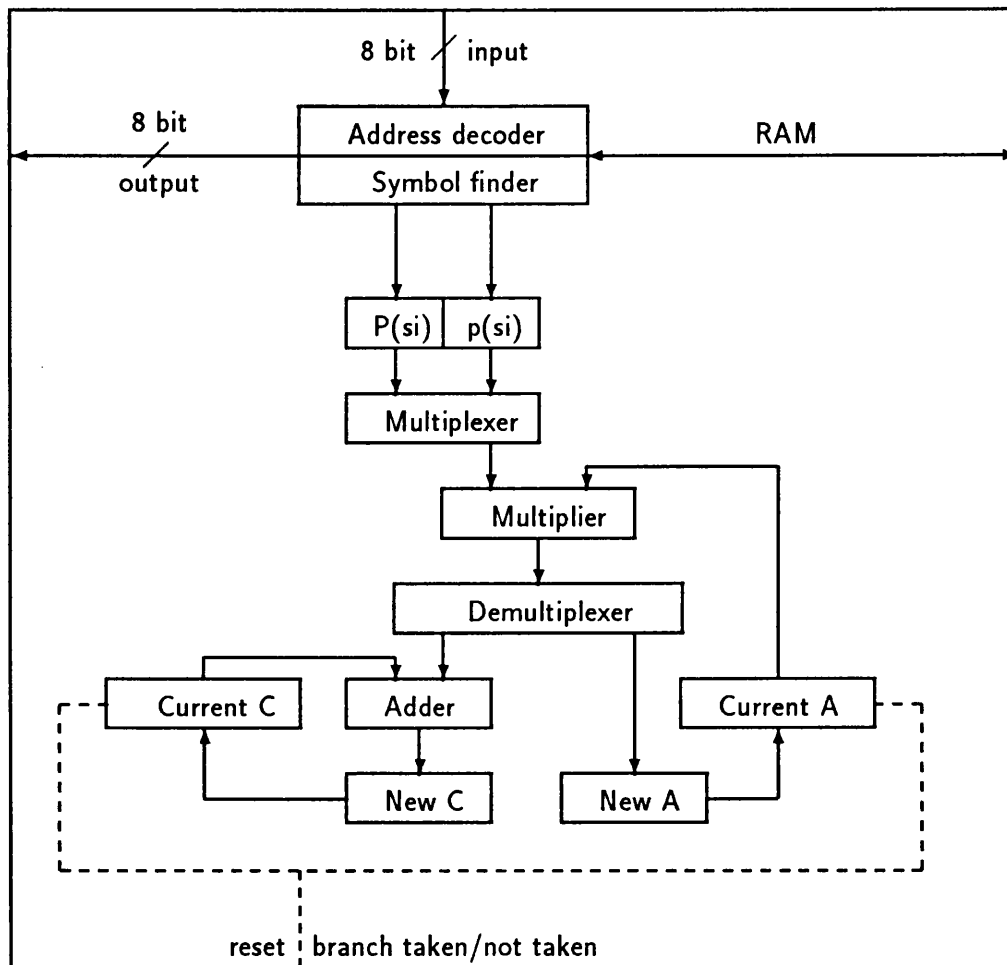 8 bit input
8 bit
output
Address decoder
Symbol finder
RAM
P(si) p(si)
Multiplexer
Multiplier
Demultiplexer
Current C
Adder
Current A
New C
New A
reset branch taken/not taken